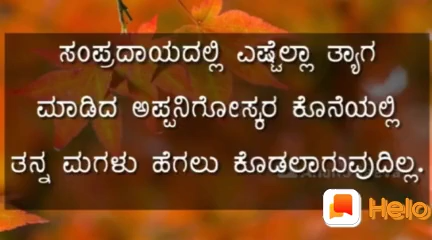 ಸಂಪ್ರದಾಯದಲ್ಲಿ ಎಷ್ಟೆಲ್ಲಾ ತ್ಯಾಗ
ಮಾಡಿದ ಅಪ್ಪನಿಗೋಸ್ಕರ ಕೊನೆಯಲ್ಲಿ
ತನ್ನ ಮಗಳು ಹೆಗಲು ಕೊಡಲಾಗುವುದಿಲ್ಲ.
Helo